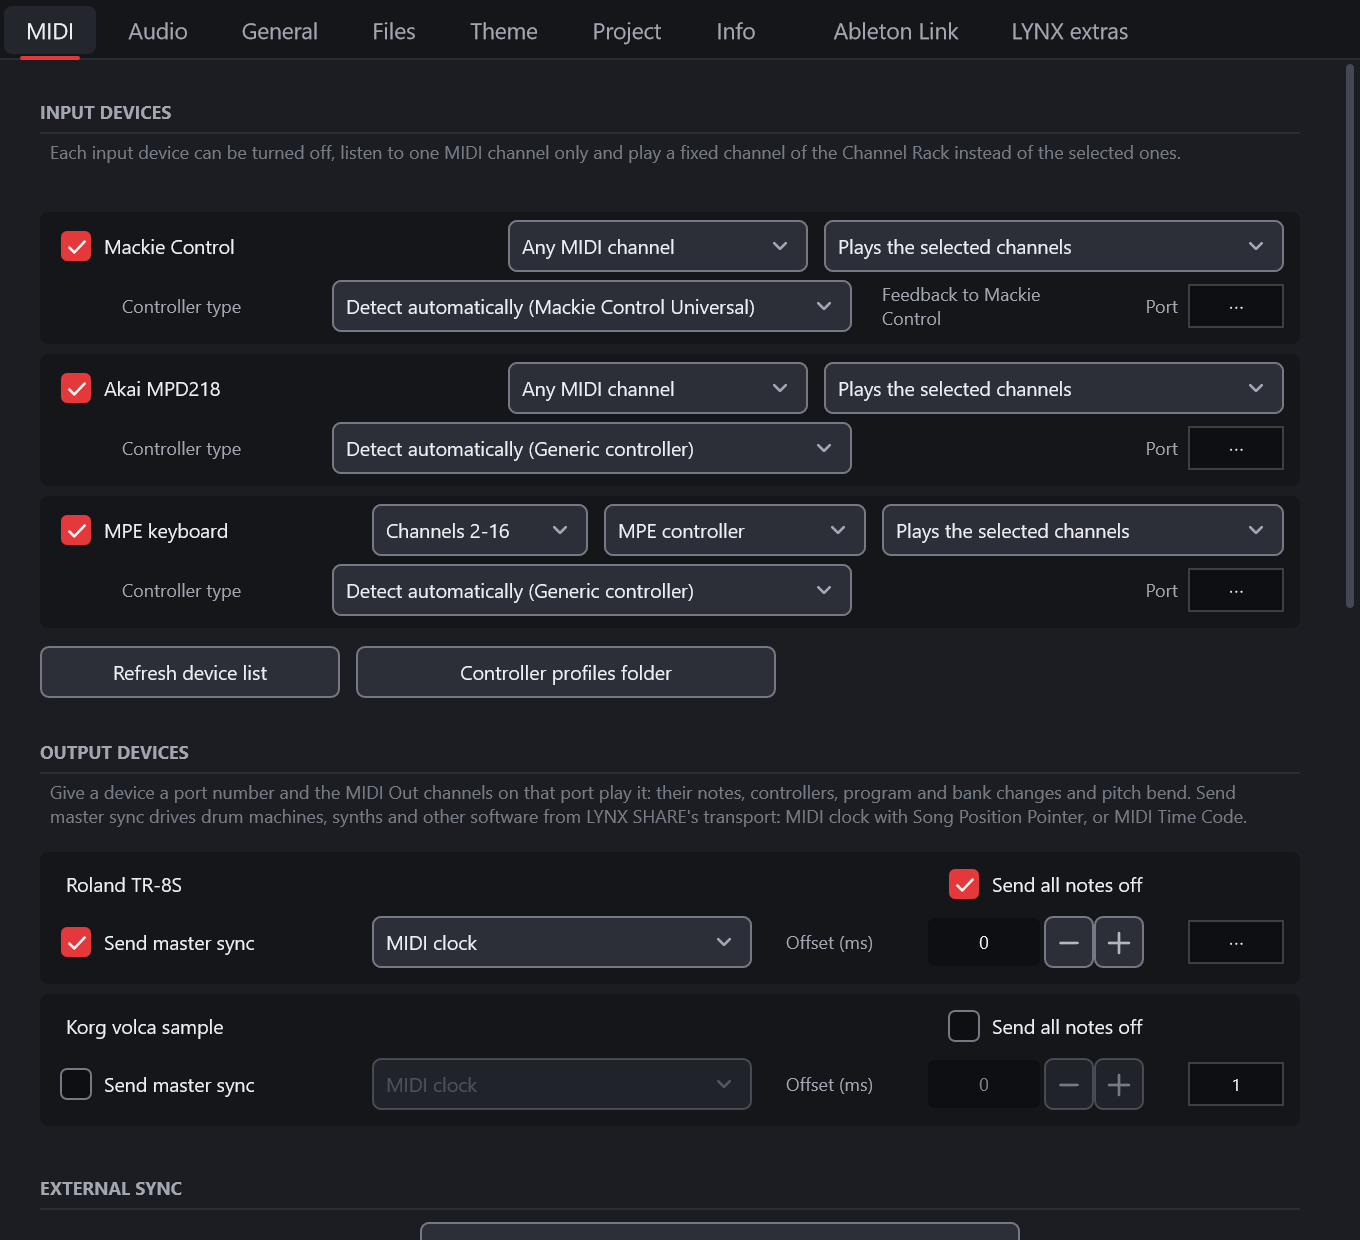 MIDI Audio General Files Theme Project Info Ableton Link LYNX extras
INPUT DEVICES
Each input device can be turned off, listen to one MIDI channel only and play a fixed channel of the Channel Rack instead of the selected ones.
Mackie Control Any MIDI channel Plays the selected channels
Controller type Detect automatically (Mackie Control Universal) Feedback to Mackie Control Port ...
Akai MPD218 Any MIDI channel Plays the selected channels
Controller type Detect automatically (Generic controller) Port ...
MPE keyboard Channels 2-16 MPE controller Plays the selected channels
Controller type Detect automatically (Generic controller) Port ...
Refresh device list Controller profiles folder
OUTPUT DEVICES
Give a device a port number and the MIDI Out channels on that port play it: their notes, controllers, program and bank changes and pitch bend. Send
master sync drives drum machines, synths and other software from LYNX SHARE's transport: MIDI clock with Song Position Pointer, or MIDI Time Code.
Roland TR-8S Send all notes off
Send master sync MIDI clock Offset (ms) 0 − + ...
Korg volca sample Send all notes off
Send master sync MIDI clock Offset (ms) 0 − + 1
EXTERNAL SYNC